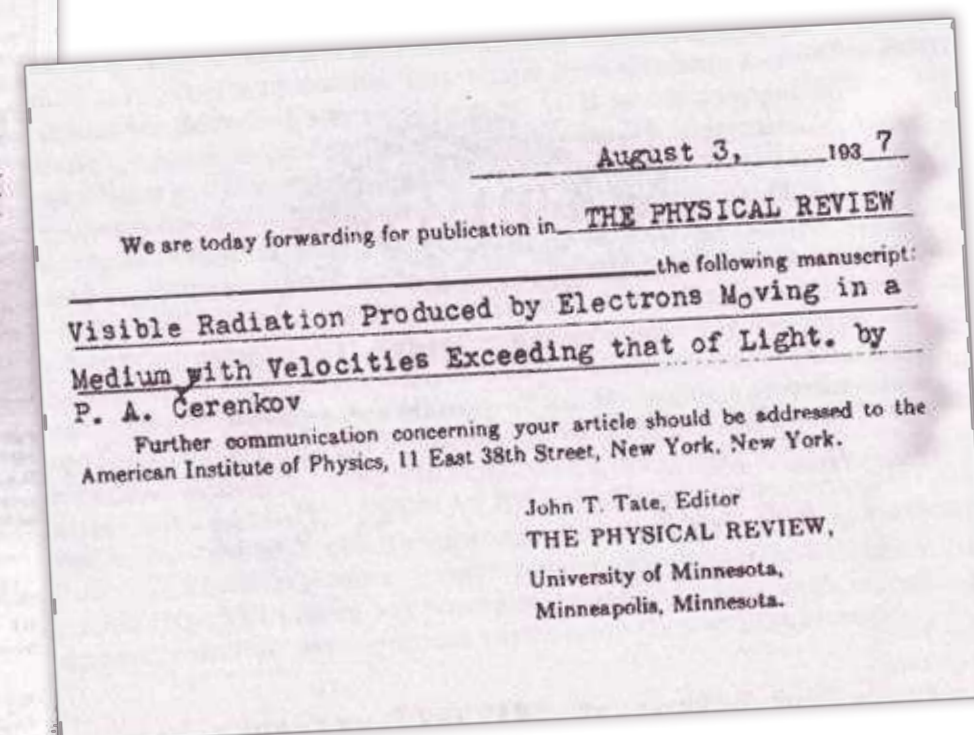 August 3, 1937
We are today forwarding for publication in THE PHYSICAL REVIEW
the following manuscript:
Visible Radiation Produced by Electrons Moving in a
Medium with Velocities Exceeding that of Light. by
P. A. Čerenkov
Further communication concerning your article should be addressed to the
American Institute of Physics, 11 East 38th Street, New York, New York.
John T. Tate, Editor
THE PHYSICAL REVIEW,
University of Minnesota,
Minneapolis, Minnesota.